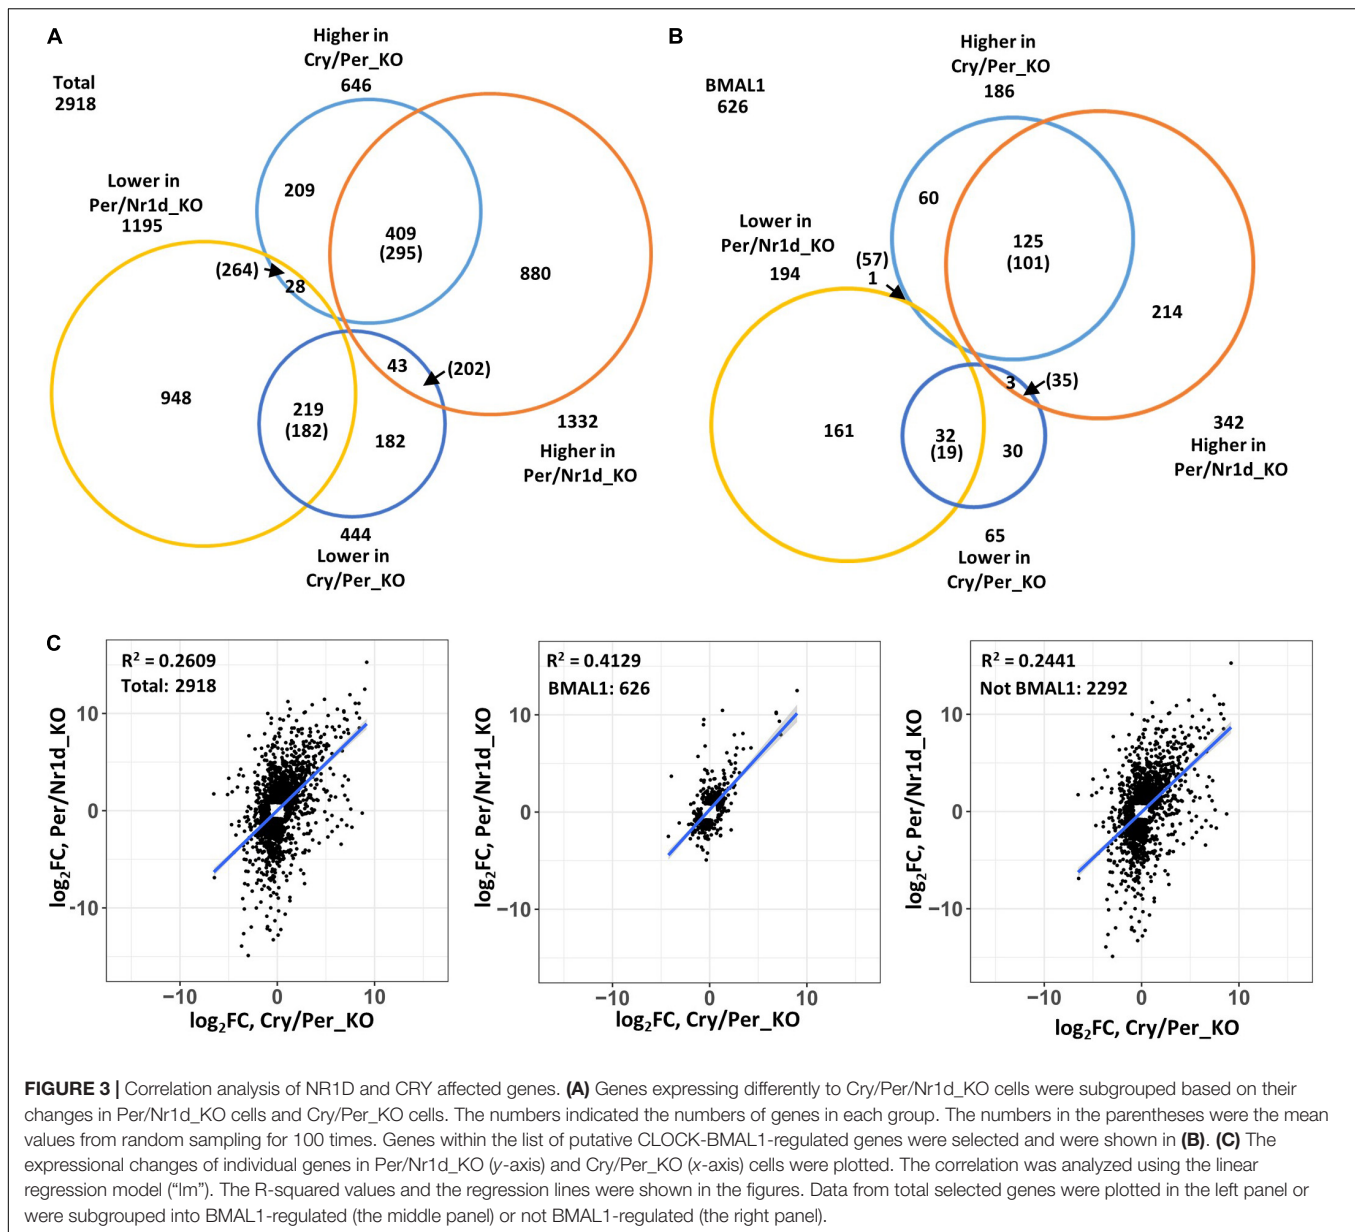 A
Total
2918
Higher in
Cry/Per_KO
646
Lower in
Per/Nr1d_KO
1195
209
409
(295)
880
(264)
28
43
(202)
948
219
(182)
182
1332
Higher in
Per/Nr1d_KO
444
Lower in
Cry/Per_KO
B
BMAL1
626
Higher in
Cry/Per_KO
186
Lower in
Per/Nr1d_KO
194
60
125
(101)
214
(57)
1
3
(35)
161
32
(19)
30
342
Higher in
Per/Nr1d_KO
65
Lower in
Cry/Per_KO
C
R² = 0.2609
Total: 2918
log₂FC, Per/Nr1d_KO
10
0
-10
-10 0 10
log₂FC, Cry/Per_KO
R² = 0.4129
BMAL1: 626
log₂FC, Per/Nr1d_KO
10
0
−10
−10 0 10
log₂FC, Cry/Per_KO
R² = 0.2441
Not BMAL1: 2292
log₂FC, Per/Nr1d_KO
10
0
−10
−10 0 10
log₂FC, Cry/Per_KO
FIGURE 3 | Correlation analysis of NR1D and CRY affected genes. (A) Genes expressing differently to Cry/Per/Nr1d_KO cells were subgrouped based on their
changes in Per/Nr1d_KO cells and Cry/Per_KO cells. The numbers indicated the numbers of genes in each group. The numbers in the parentheses were the mean
values from random sampling for 100 times. Genes within the list of putative CLOCK-BMAL1-regulated genes were selected and were shown in (B). (C) The
expressional changes of individual genes in Per/Nr1d_KO (y-axis) and Cry/Per_KO (x-axis) cells were plotted. The correlation was analyzed using the linear
regression model (“lm”). The R-squared values and the regression lines were shown in the figures. Data from total selected genes were plotted in the left panel or
were subgrouped into BMAL1-regulated (the middle panel) or not BMAL1-regulated (the right panel).